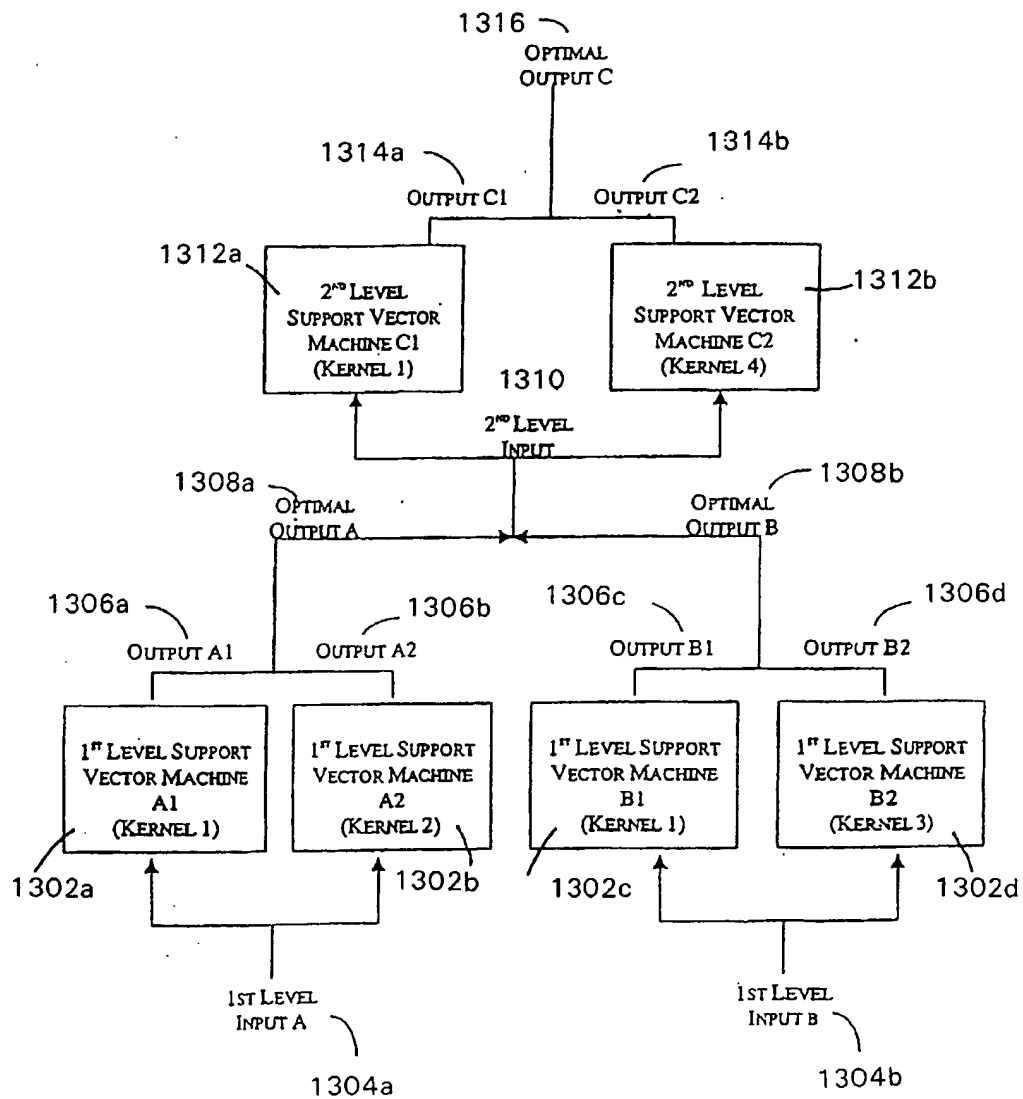 1316
OPTIMAL
OUTPUT C
1314a
1314b
OUTPUT C1
OUTPUT C2
1312a
2ND LEVEL
SUPPORT VECTOR
MACHINE C1
(KERNEL 1)
2ND LEVEL
SUPPORT VECTOR
MACHINE C2
(KERNEL 4)
1312b
1310
2ND LEVEL
INPUT
1308a
OPTIMAL
OUTPUT A
1308b
OPTIMAL
OUTPUT B
1306a
OUTPUT A1
1306b
OUTPUT A2
1306c
OUTPUT B1
1306d
OUTPUT B2
1ST LEVEL SUPPORT
VECTOR MACHINE
A1
(KERNEL 1)
1ST LEVEL SUPPORT
VECTOR MACHINE
A2
(KERNEL 2)
1ST LEVEL SUPPORT
VECTOR MACHINE
B1
(KERNEL 1)
1ST LEVEL SUPPORT
VECTOR MACHINE
B2
(KERNEL 3)
1302a
1302b
1302c
1302d
1ST LEVEL
INPUT A
1304a
1ST LEVEL
INPUT B
1304b